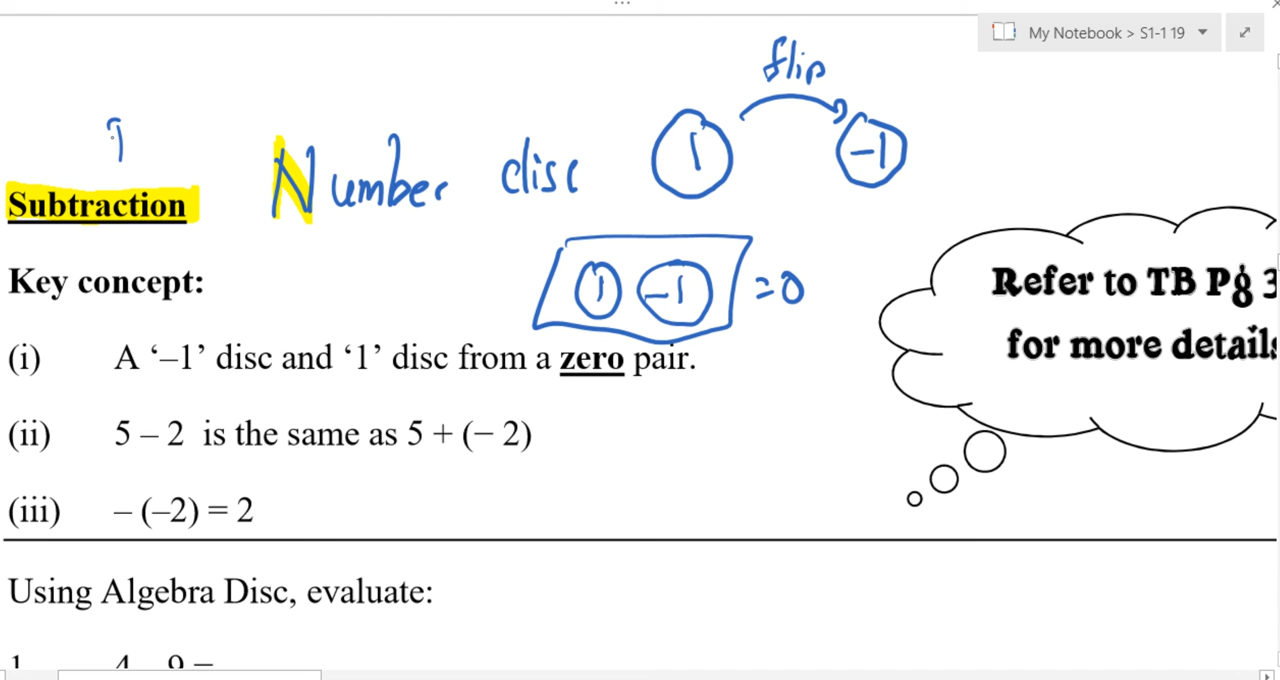 My Notebook > S1-1 19
flip
1 -1
Number disc
Subtraction
1 -1 =0
Key concept:
Refer to TB Pg 3
for more details
(i) A ‘–1’ disc and ‘1’ disc from a zero pair.
(ii) 5 – 2 is the same as 5 + (– 2)
(iii) – (–2) = 2
Using Algebra Disc, evaluate: